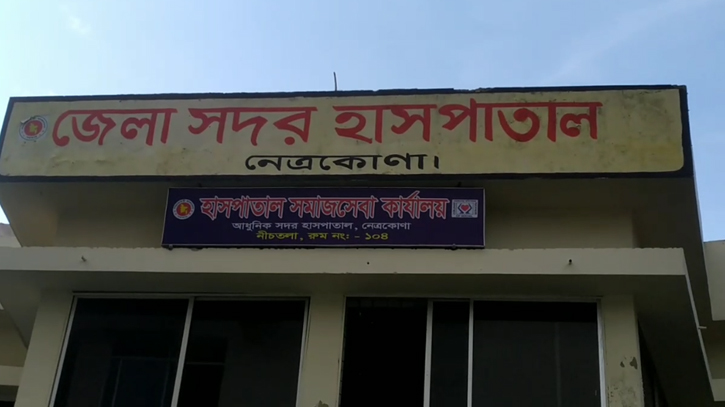 জেলা সদর হাসপাতাল
নেত্রকোণা।
হাসপাতাল সমাজসেবা কার্যালয়
আধুনিক সদর হাসপাতাল, নেত্রকোণা
নীচতলা, রুম নং: - ১০৪